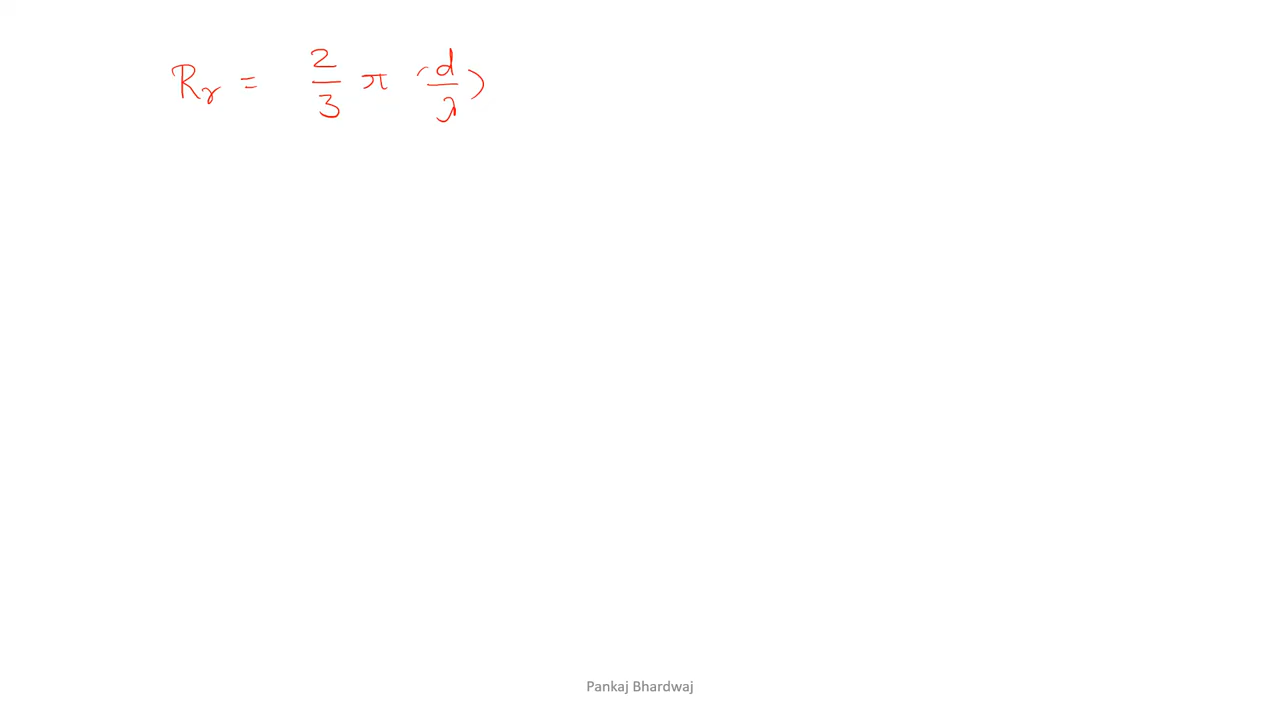 Rᵣ = 2/3 π (d/λ)
Pankaj Bhardwaj